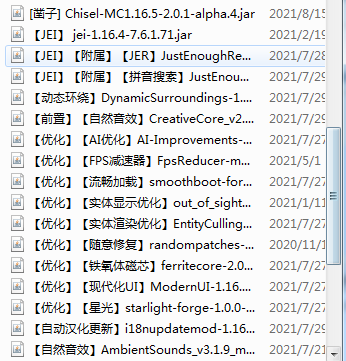 [凿子] Chisel-MC1.16.5-2.0.1-alpha.4.jar 2021/8/15
【JEI】 jei-1.16.4-7.6.1.71.jar 2021/2/19
【JEI】【附属】【JER】JustEnoughRe... 2021/7/28
【JEI】【附属】【拼音搜索】JustEnou... 2021/7/29
【动态环绕】DynamicSurroundings-1.... 2021/7/29
【前置】【自然音效】CreativeCore_v2.... 2021/7/29
【优化】【AI优化】AI-Improvements-... 2021/7/27
【优化】【FPS减速器】FpsReducer-m... 2021/5/1
【优化】【流畅加载】smoothboot-for... 2021/7/27
【优化】【实体显示优化】out_of_sight... 2021/1/11
【优化】【实体渲染优化】EntityCulling... 2021/7/27
【优化】【随意修复】randompatches-... 2020/11/1
【优化】【铁氧体磁芯】ferritecore-2.0... 2021/7/27
【优化】【现代化UI】ModernUI-1.16.... 2021/7/27
【优化】【星光】starlight-forge-1.0.0-... 2021/7/27
【自动汉化更新】i18nupdatemod-1.16... 2021/7/29
【自然音效】AmbientSounds_v3.1.9_m... 2021/7/21